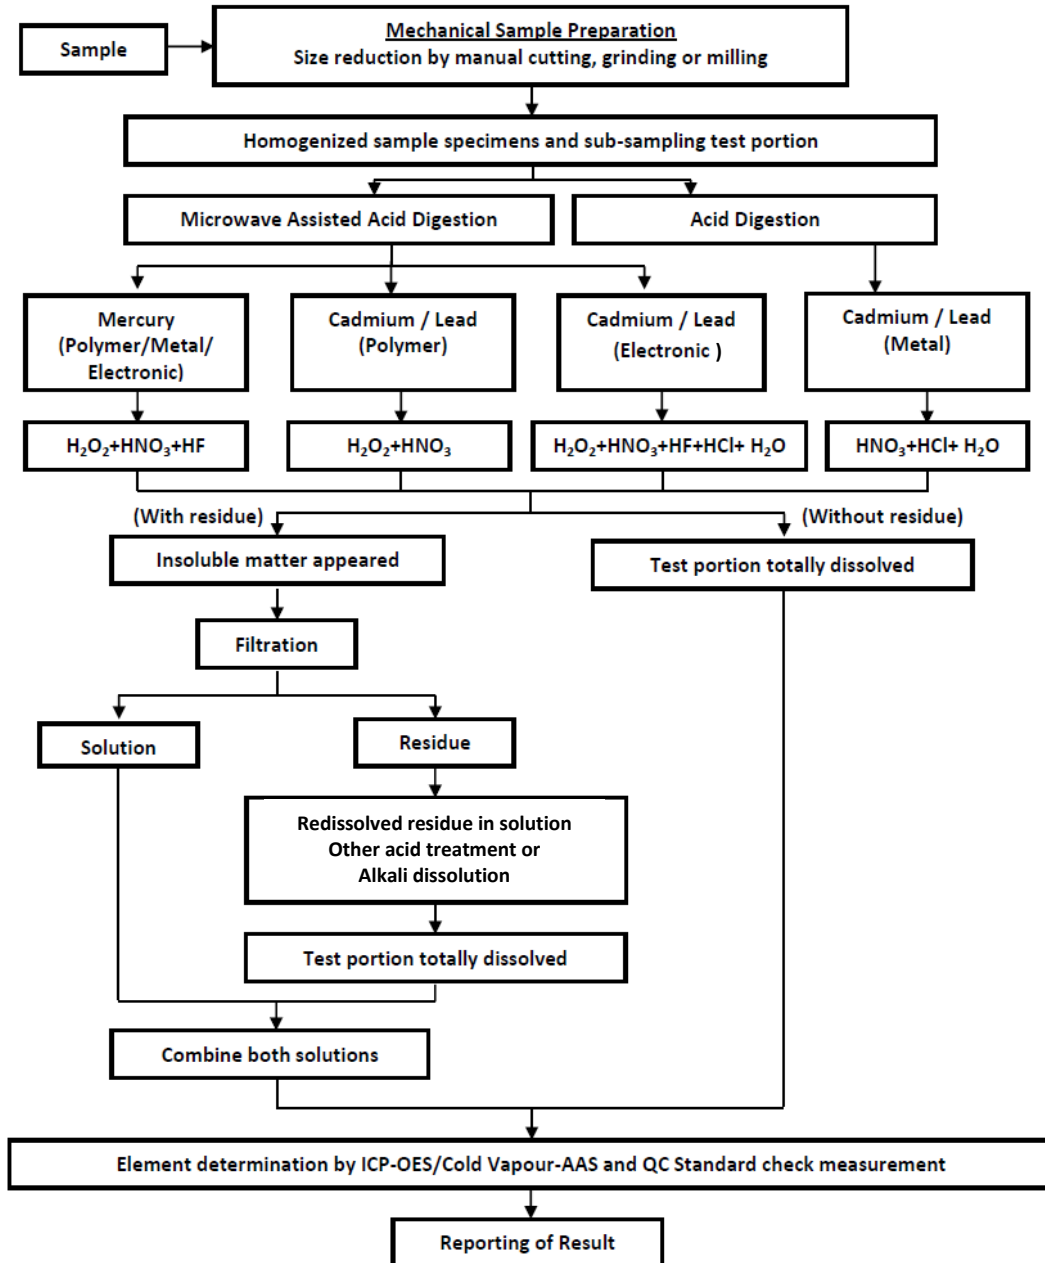 Sample
Mechanical Sample Preparation
Size reduction by manual cutting, grinding or milling
Homogenized sample specimens and sub-sampling test portion
Microwave Assisted Acid Digestion
Acid Digestion
Mercury
(Polymer/Metal/
Electronic)
Cadmium / Lead
(Polymer)
Cadmium / Lead
(Electronic )
Cadmium / Lead
(Metal)
H₂O₂+HNO₃+HF
H₂O₂+HNO₃
H₂O₂+HNO₃+HF+HCl+ H₂O
HNO₃+HCl+ H₂O
(With residue)
(Without residue)
Insoluble matter appeared
Test portion totally dissolved
Filtration
Solution
Residue
Redissolved residue in solution
Other acid treatment or
Alkali dissolution
Test portion totally dissolved
Combine both solutions
Element determination by ICP-OES/Cold Vapour-AAS and QC Standard check measurement
Reporting of Result